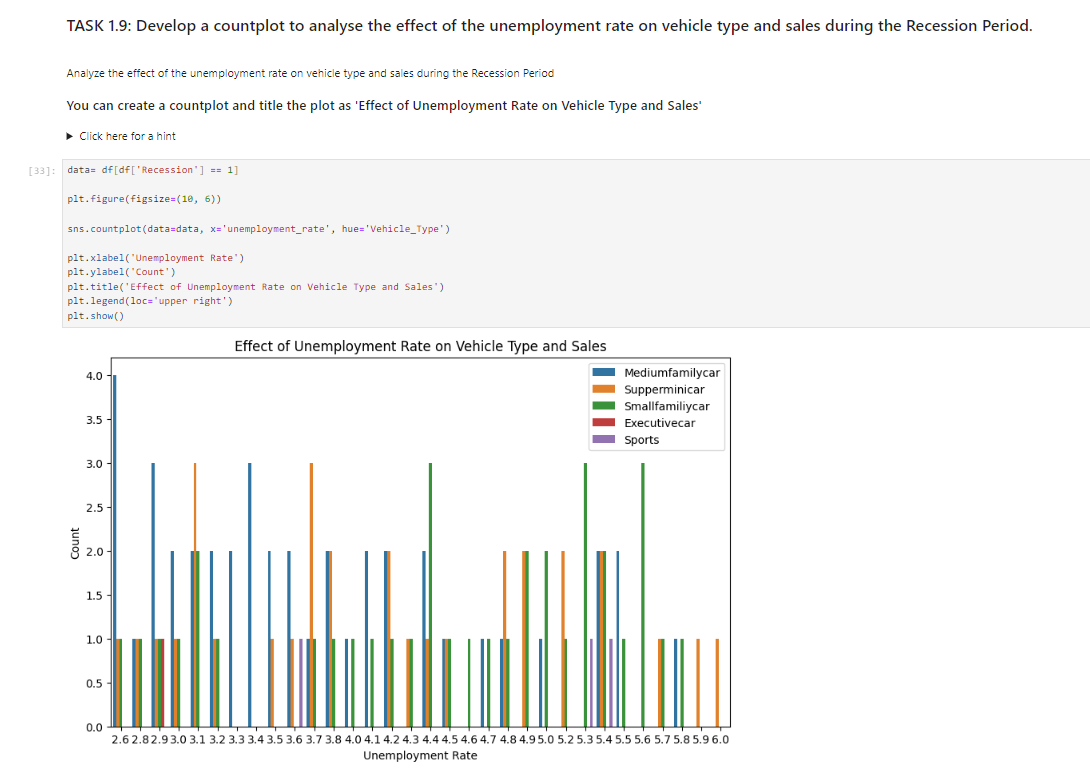 TASK 1.9: Develop a countplot to analyse the effect of the unemployment rate on vehicle type and sales during the Recession Period.
Analyze the effect of the unemployment rate on vehicle type and sales during the Recession Period
You can create a countplot and title the plot as 'Effect of Unemployment Rate on Vehicle Type and Sales'
▶ Click here for a hint
[33]:
data= df[df['Recession'] == 1]
plt.figure(figsize=(10, 6))
sns.countplot(data=data, x='unemployment_rate', hue='Vehicle_Type')
plt.xlabel('Unemployment Rate')
plt.ylabel('Count')
plt.title('Effect of Unemployment Rate on Vehicle Type and Sales')
plt.legend(loc='upper right')
plt.show()
Effect of Unemployment Rate on Vehicle Type and Sales
Mediumfamilycar
Supperminicar
Smallfamiliycar
Executivecar
Sports
4.0
3.5
3.0
2.5
2.0
1.5
1.0
0.5
0.0
Count
2.6 2.8 2.9 3.0 3.1 3.2 3.3 3.4 3.5 3.6 3.7 3.8 4.0 4.1 4.2 4.3 4.4 4.5 4.6 4.7 4.8 4.9 5.0 5.2 5.3 5.4 5.5 5.6 5.7 5.8 5.9 6.0
Unemployment Rate